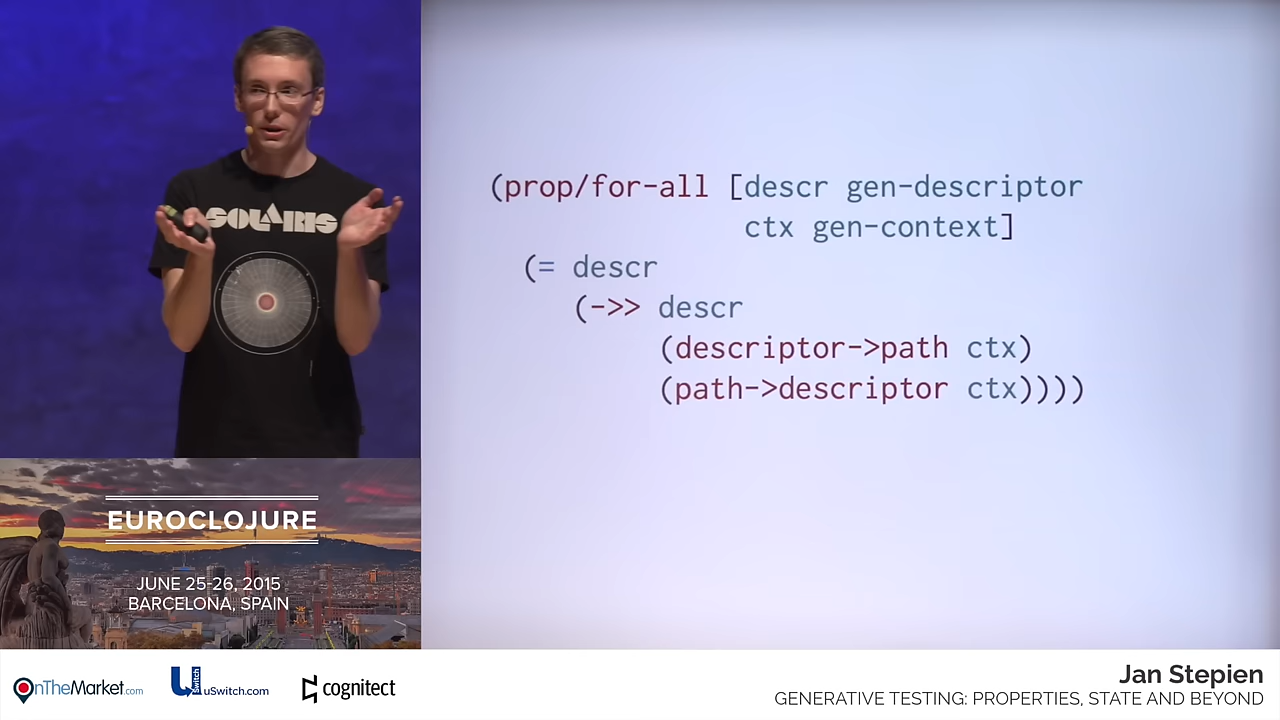 SOLARIS
(prop/for-all [descr gen-descriptor
ctx gen-context]
(= descr
(->> descr
(descriptor->path ctx)
(path->descriptor ctx))))
EUROCLOJURE
JUNE 25-26, 2015
BARCELONA, SPAIN
OnTheMarket.com
U Switch uSwitch.com
cognitect
Jan Stepien
GENERATIVE TESTING: PROPERTIES, STATE AND BEYOND